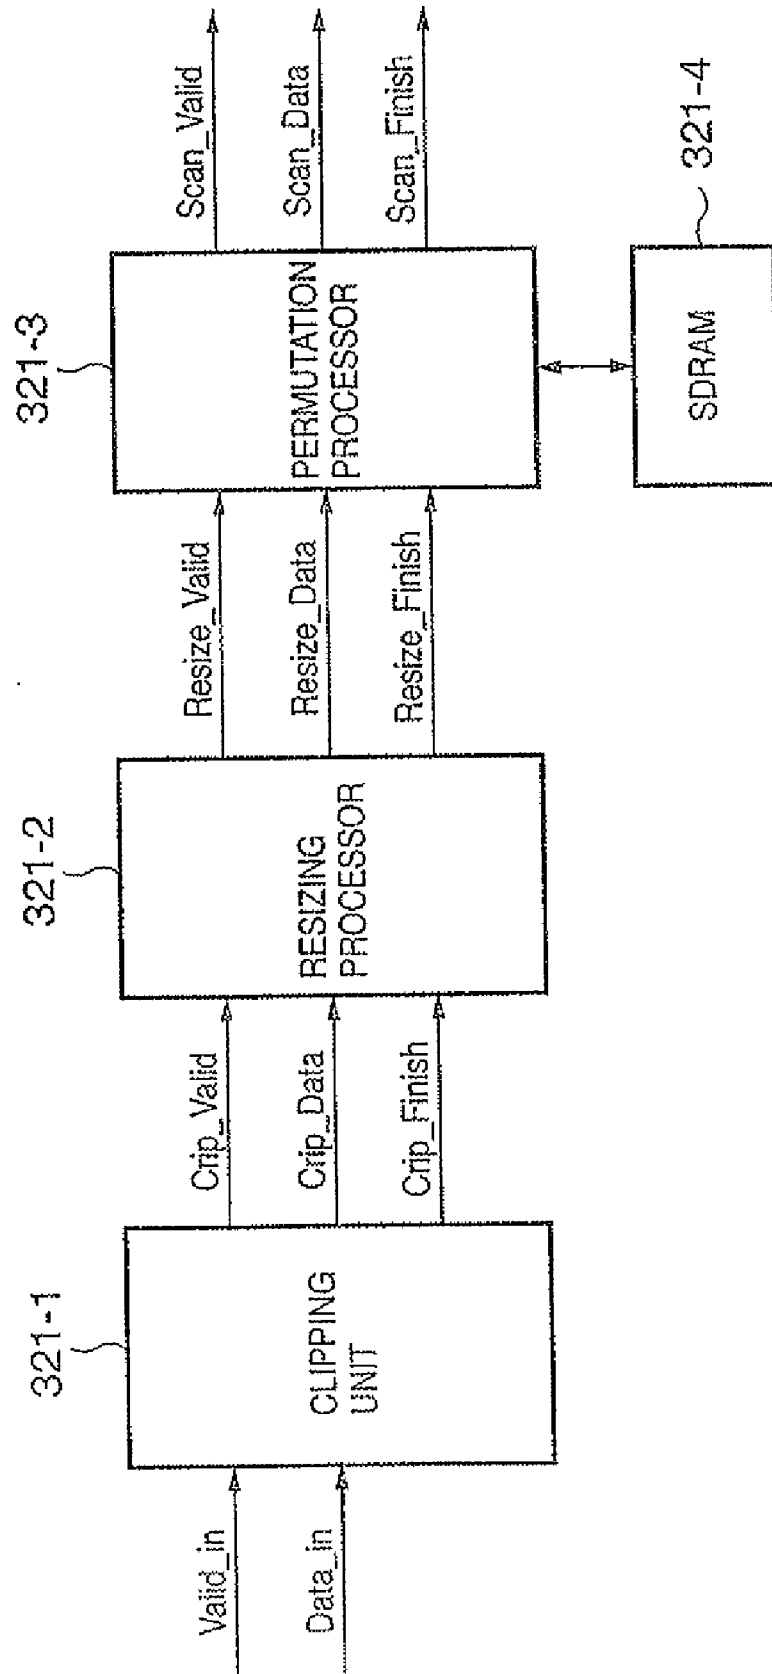 Valid_in
Data_in
321-1
CLIPPING
UNIT
Crip_Valid
Crip_Data
Crip_Finish
321-2
RESIZING
PROCESSOR
Resize_Valid
Resize_Data
Resize_Finish
321-3
PERMUTATION
PROCESSOR
Scan_Valid
Scan_Data
Scan_Finish
SDRAM
321-4